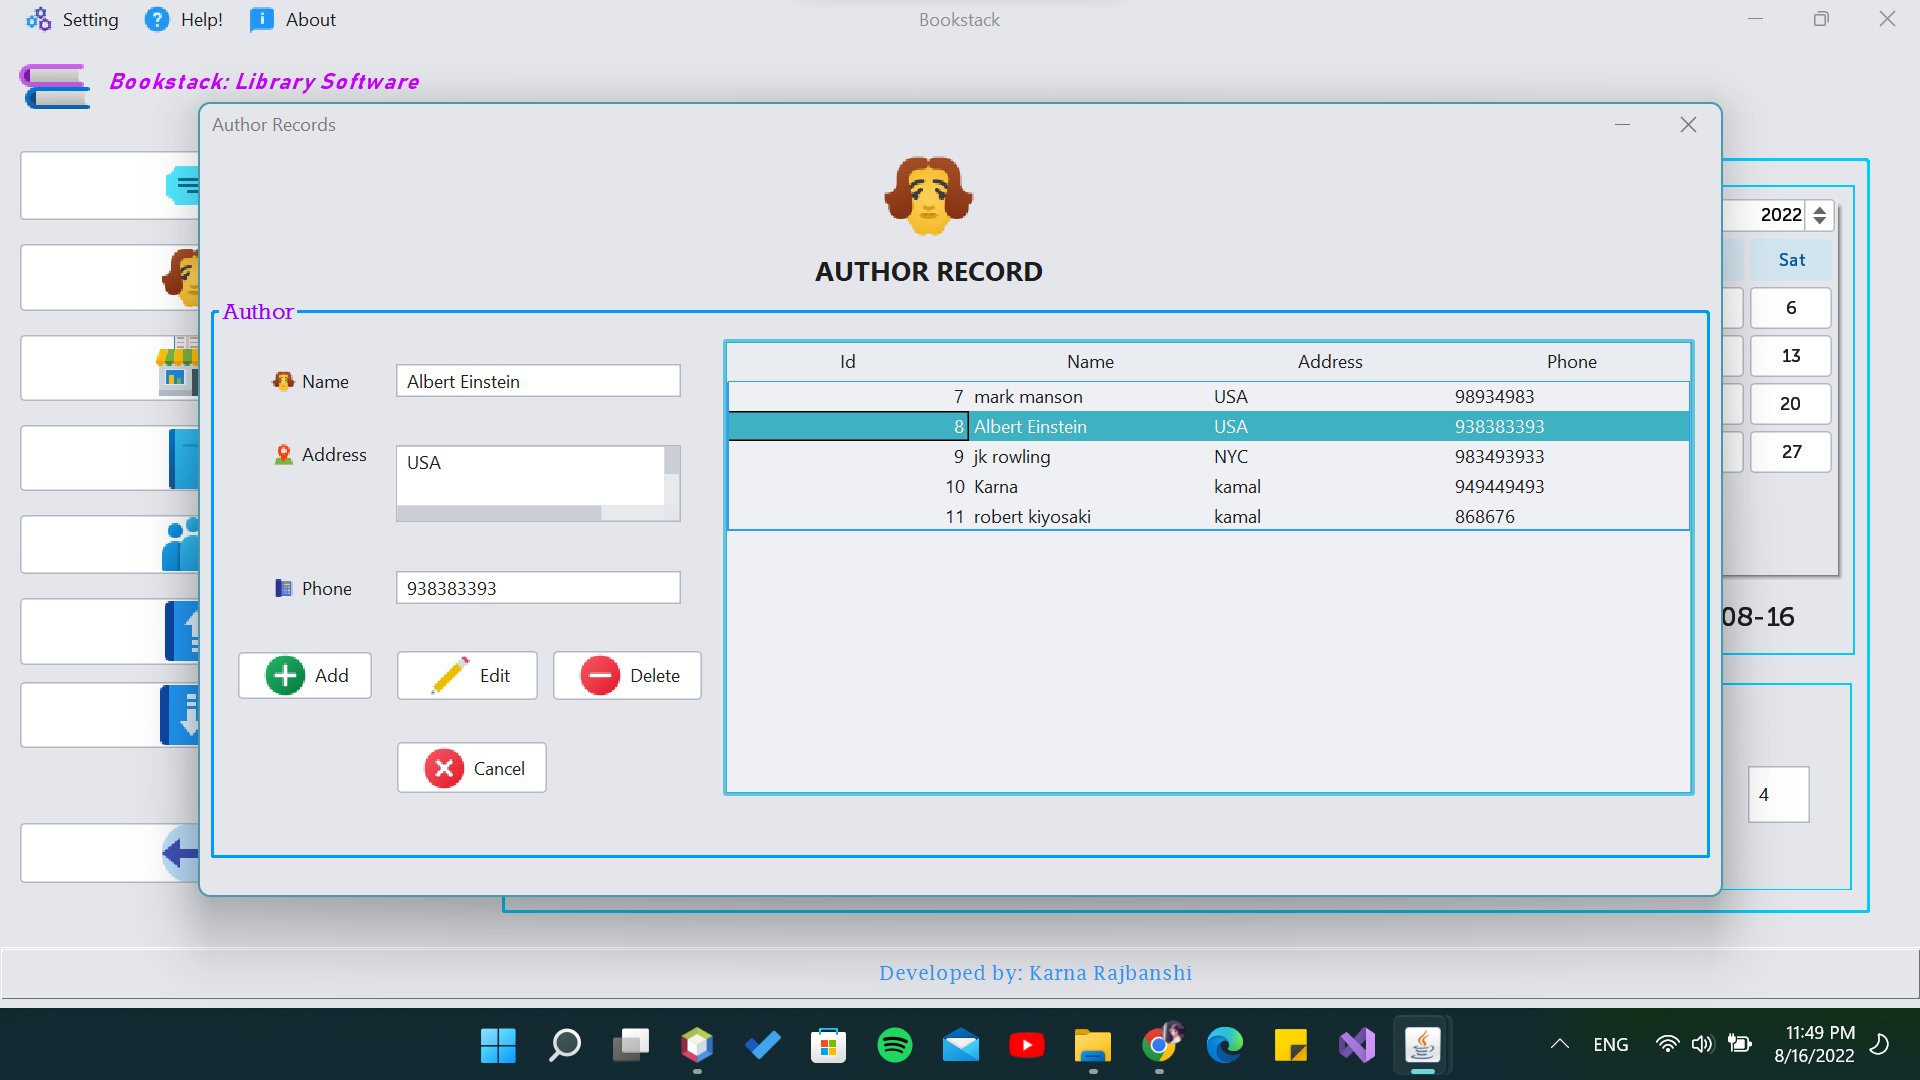 Setting Help! About Bookstack
Bookstack: Library Software
Author Records
AUTHOR RECORD
Author
Name Albert Einstein
Address USA
Phone 938383393
Add Edit Delete
Cancel
Id Name Address Phone
7 mark manson USA 98934983
8 Albert Einstein USA 938383393
9 jk rowling NYC 983493933
10 Karna kamal 949449493
11 robert kiyosaki kamal 868676
2022
Sat
6
13
20
27
08-16
4
Developed by: Karna Rajbanshi
ENG 11:49 PM
8/16/2022